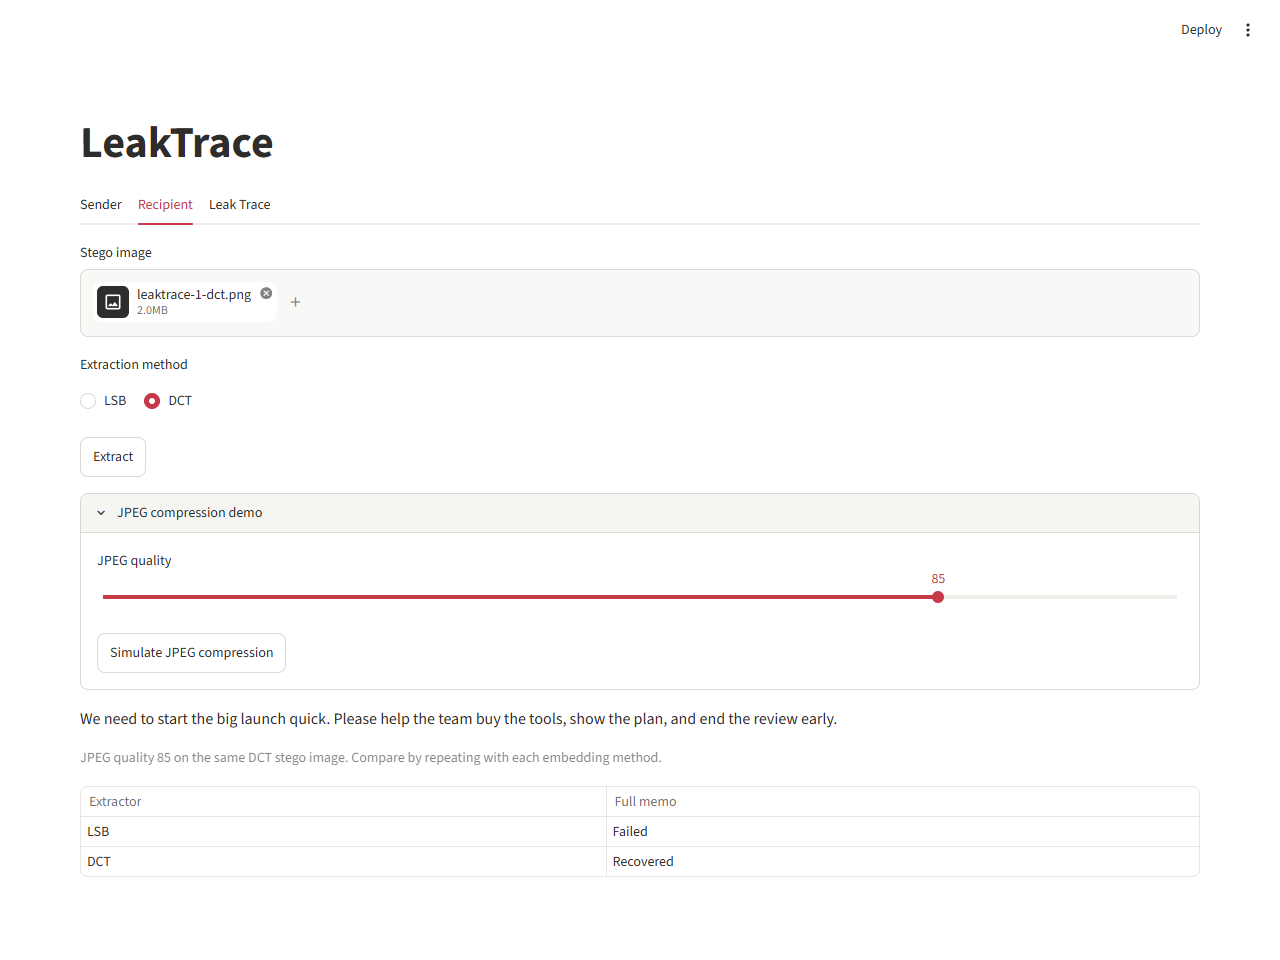 Deploy
LeakTrace
Sender Recipient Leak Trace
Stego image
leaktrace-1-dct.png
2.0MB
Extraction method
LSB DCT
Extract
JPEG compression demo
JPEG quality
85
Simulate JPEG compression
We need to start the big launch quick. Please help the team buy the tools, show the plan, and end the review early.
JPEG quality 85 on the same DCT stego image. Compare by repeating with each embedding method.
Extractor Full memo
LSB Failed
DCT Recovered